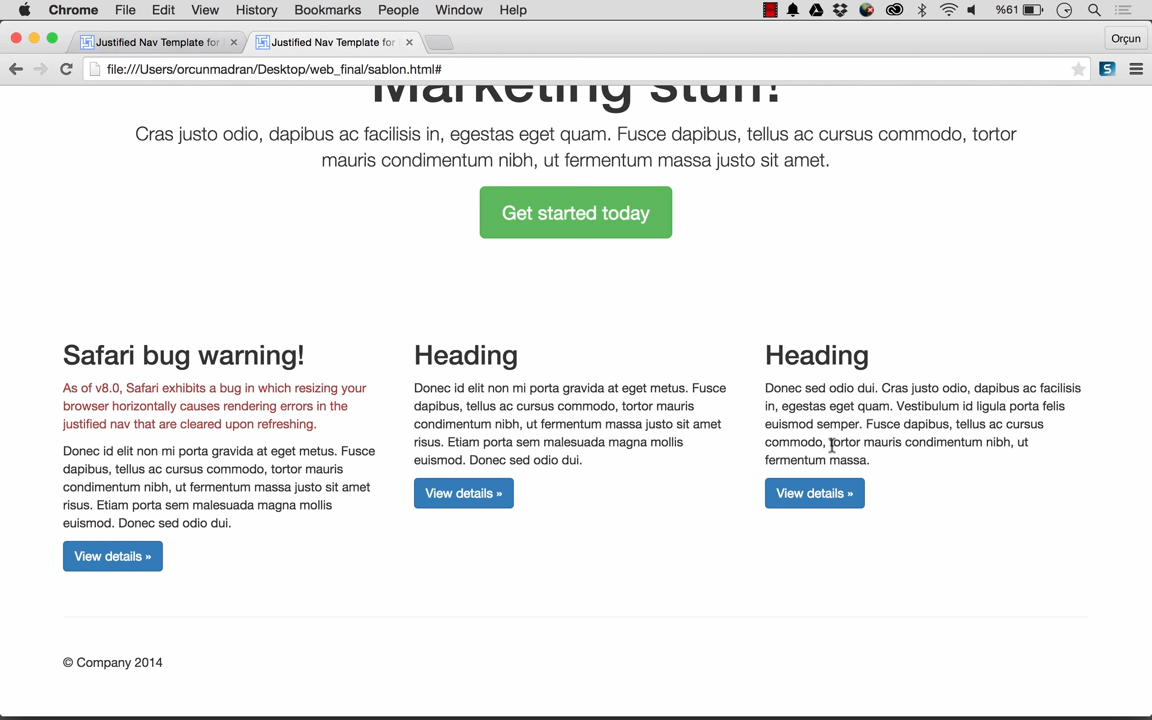 Chrome File Edit View History Bookmarks People Window Help %61
Justified Nav Template for Justified Nav Template for Orçun
file:///Users/orcunmadran/Desktop/web_final/sablon.html#
Marketing stuff!
Cras justo odio, dapibus ac facilisis in, egestas eget quam. Fusce dapibus, tellus ac cursus commodo, tortor
mauris condimentum nibh, ut fermentum massa justo sit amet.
Get started today
Safari bug warning!
As of v8.0, Safari exhibits a bug in which resizing your
browser horizontally causes rendering errors in the
justified nav that are cleared upon refreshing.
Donec id elit non mi porta gravida at eget metus. Fusce
dapibus, tellus ac cursus commodo, tortor mauris
condimentum nibh, ut fermentum massa justo sit amet
risus. Etiam porta sem malesuada magna mollis
euismod. Donec sed odio dui.
View details »
Heading
Donec id elit non mi porta gravida at eget metus. Fusce
dapibus, tellus ac cursus commodo, tortor mauris
condimentum nibh, ut fermentum massa justo sit amet
risus. Etiam porta sem malesuada magna mollis
euismod. Donec sed odio dui.
View details »
Heading
Donec sed odio dui. Cras justo odio, dapibus ac facilisis
in, egestas eget quam. Vestibulum id ligula porta felis
euismod semper. Fusce dapibus, tellus ac cursus
commodo, tortor mauris condimentum nibh, ut
fermentum massa.
View details »
© Company 2014